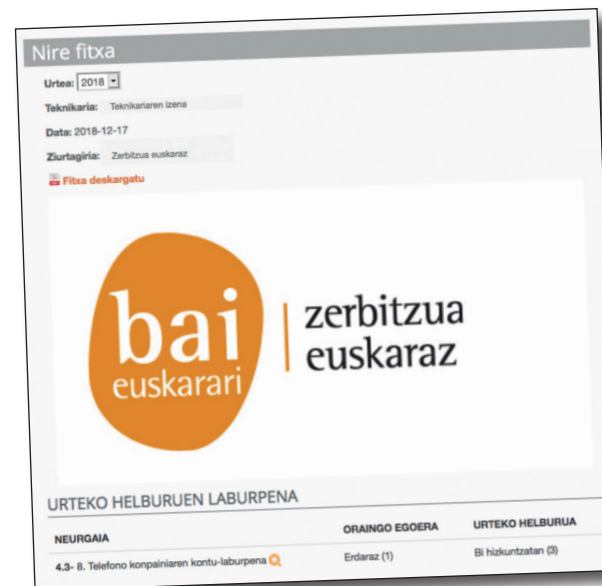 Nire fitxa
Urtea: 2018
Teknikaria: Teknikariaren izena
Data: 2018-12-17
Ziurtagiria: Zerbitzua euskaraz
Fitxa deskargatu
bai
euskarari
zerbitzua
euskaraz
URTEKO HELBURUEN LABURPENA
NEURGAIA ORAINGO EGOERA URTEKO HELBURUA
4.3- 8. Telefono konpainiaren kontu-laburpena Erdaraz (1) Bi hizkuntzatan (3)